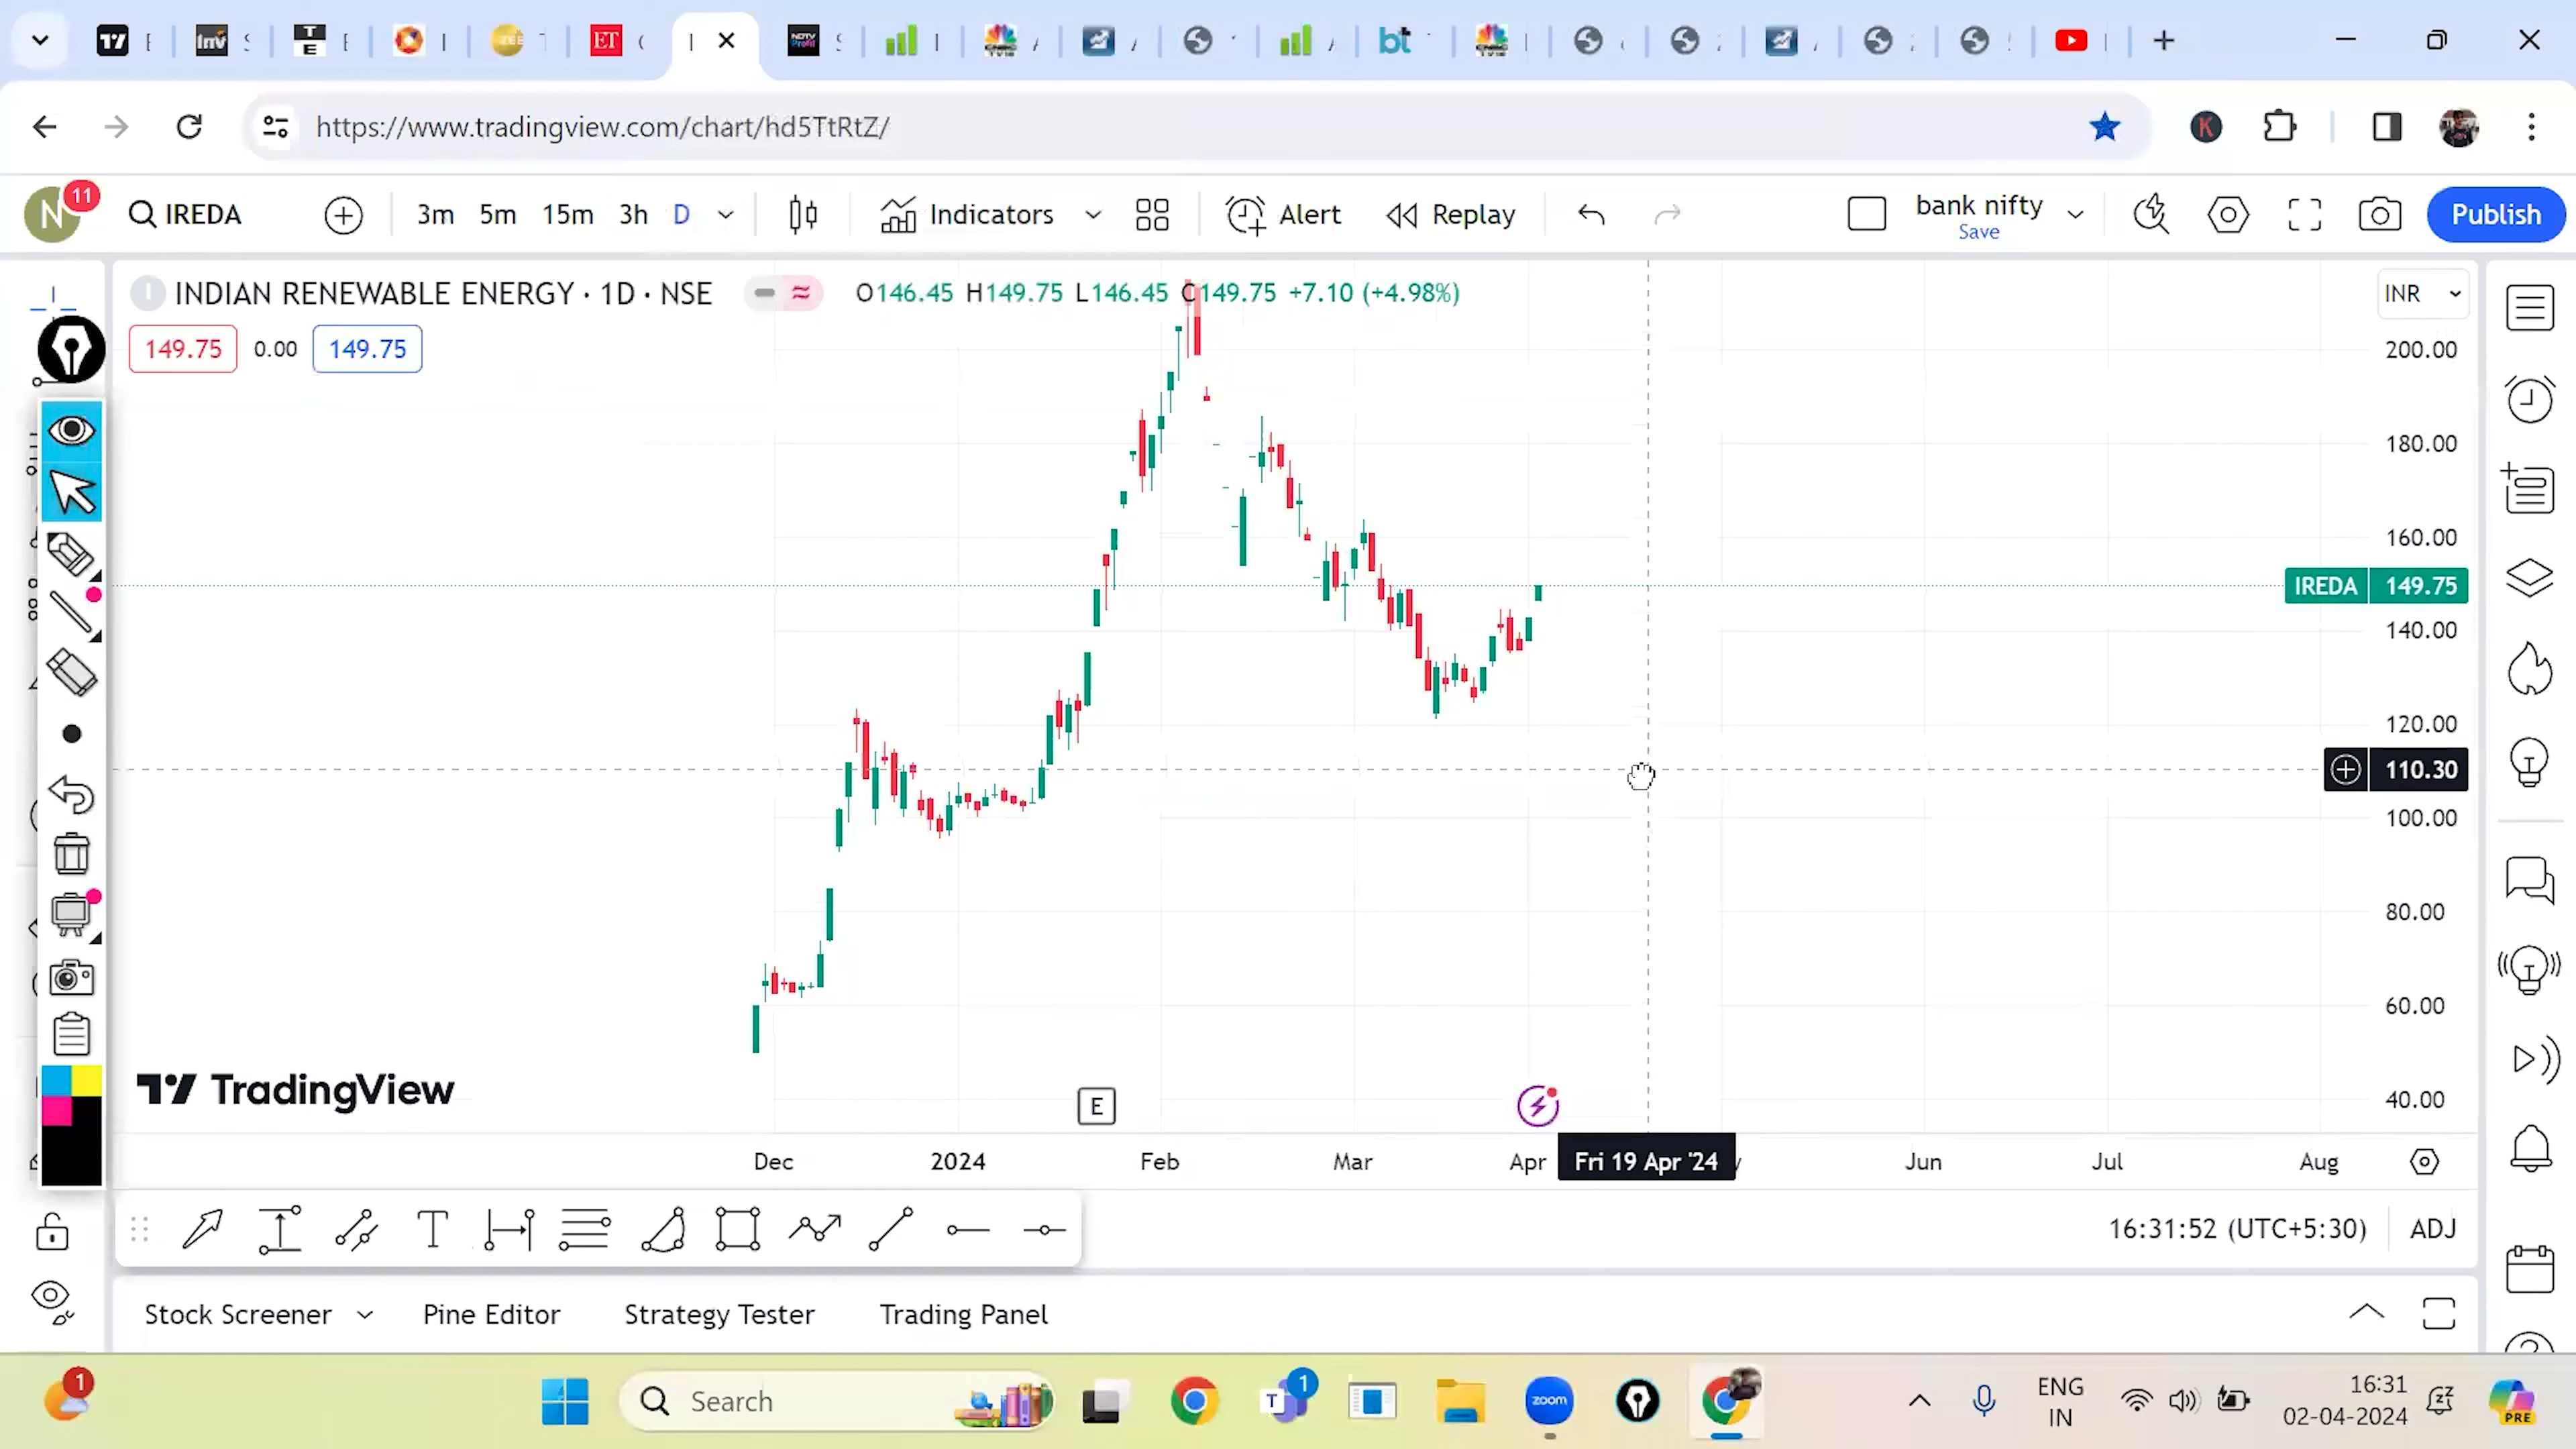 https://www.tradingview.com/chart/hd5TtRtZ/
N 11 IREDA 3m 5m 15m 3h D Indicators Alert Replay bank nifty Save Publish
INDIAN RENEWABLE ENERGY · 1D · NSE O146.45 H149.75 L146.45 C149.75 +7.10 (+4.98%) INR
149.75 0.00 149.75
200.00
180.00
160.00
IREDA 149.75
140.00
120.00
110.30
100.00
80.00
60.00
40.00
TradingView
E
Dec 2024 Feb Mar Apr Fri 19 Apr '24 Jun Jul Aug
16:31:52 (UTC+5:30) ADJ
Stock Screener Pine Editor Strategy Tester Trading Panel
1 Search 1 zoom ENG IN 16:31 02-04-2024 PRE